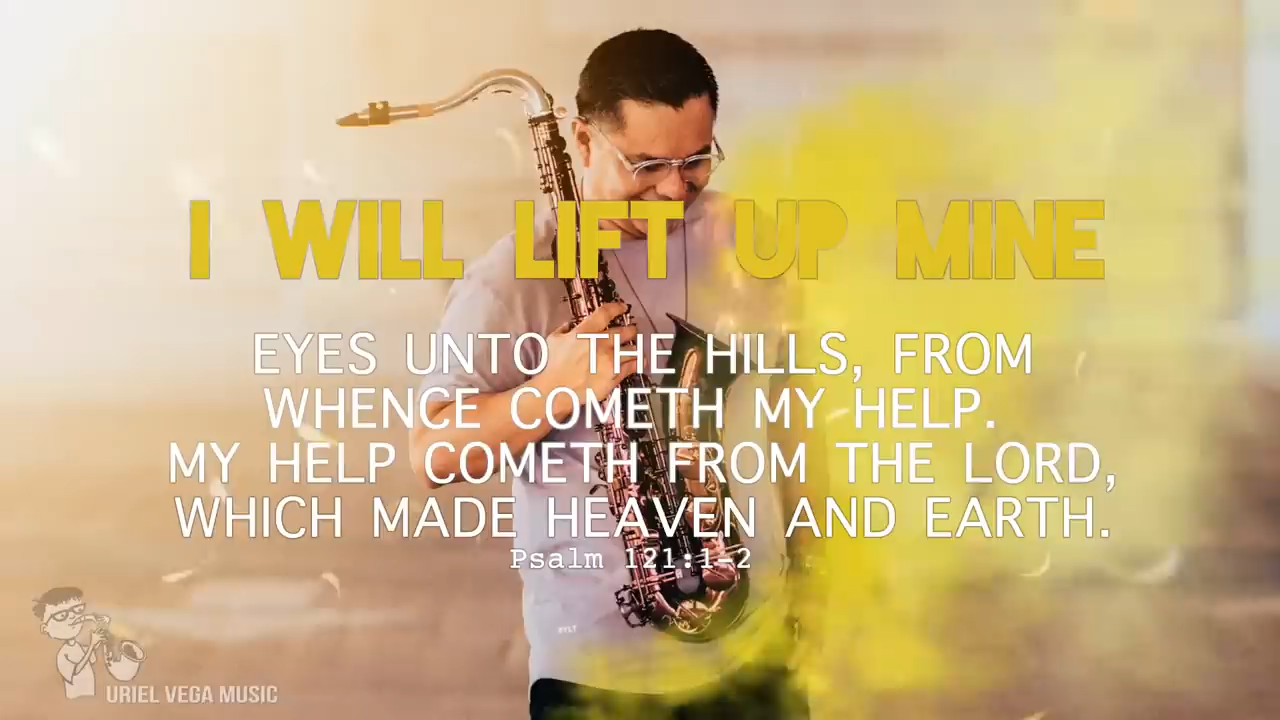 I WILL LIFT UP MINE
EYES UNTO THE HILLS, FROM
WHENCE COMETH MY HELP.
MY HELP COMETH FROM THE LORD,
WHICH MADE HEAVEN AND EARTH.
Psalm 121:1-2
URIEL VEGA MUSIC